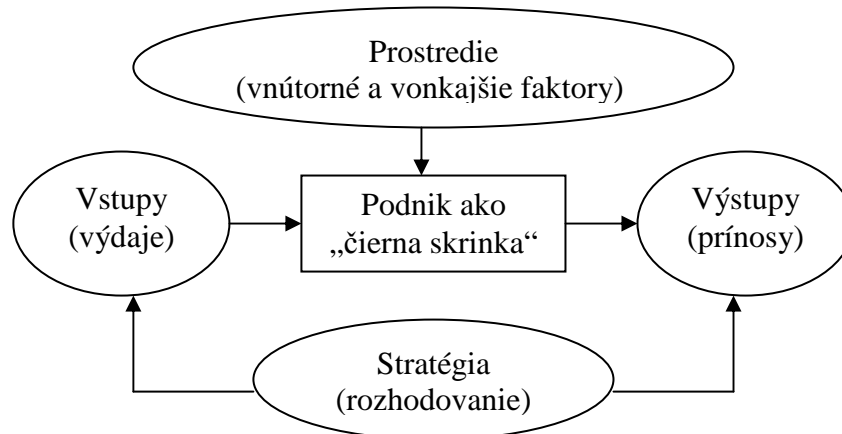 Prostredie
(vnútorné a vonkajšie faktory)
Vstupy
(výdaje)
Podnik ako
„čierna skrinka“
Výstupy
(prínosy)
Stratégia
(rozhodovanie)